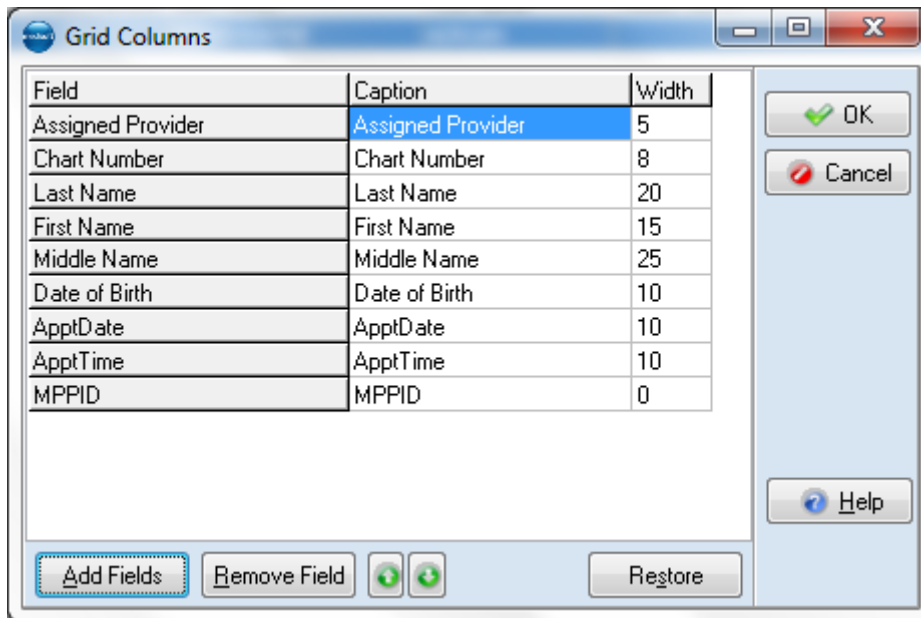 Grid Columns
Field Caption Width
Assigned Provider Assigned Provider 5
Chart Number Chart Number 8
Last Name Last Name 20
First Name First Name 15
Middle Name Middle Name 25
Date of Birth Date of Birth 10
ApptDate ApptDate 10
ApptTime ApptTime 10
MPPID MPPID 0
OK
Cancel
Help
Add Fields Remove Field Restore